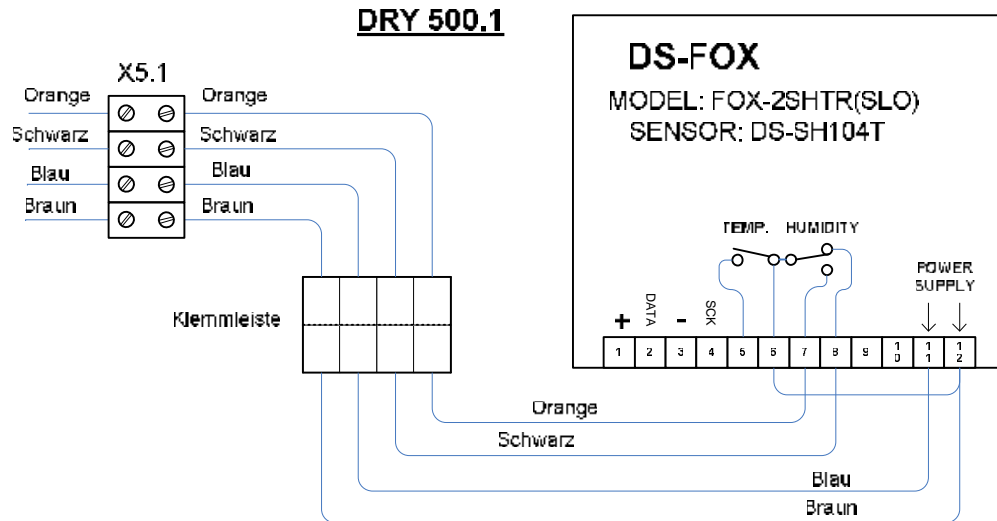 DRY 500.1
X5.1
Orange Orange
Schwarz Schwarz
Blau Blau
Braun Braun
Klemmleiste
DS-FOX
MODEL: FOX-2SHTR(SLO)
SENSOR: DS-SH104T
TEMP. HUMIDITY
POWER
SUPPLY
+ DATA - SCK
1 2 3 4 5 6 7 8 9 10 11 12
Orange
Schwarz
Blau
Braun